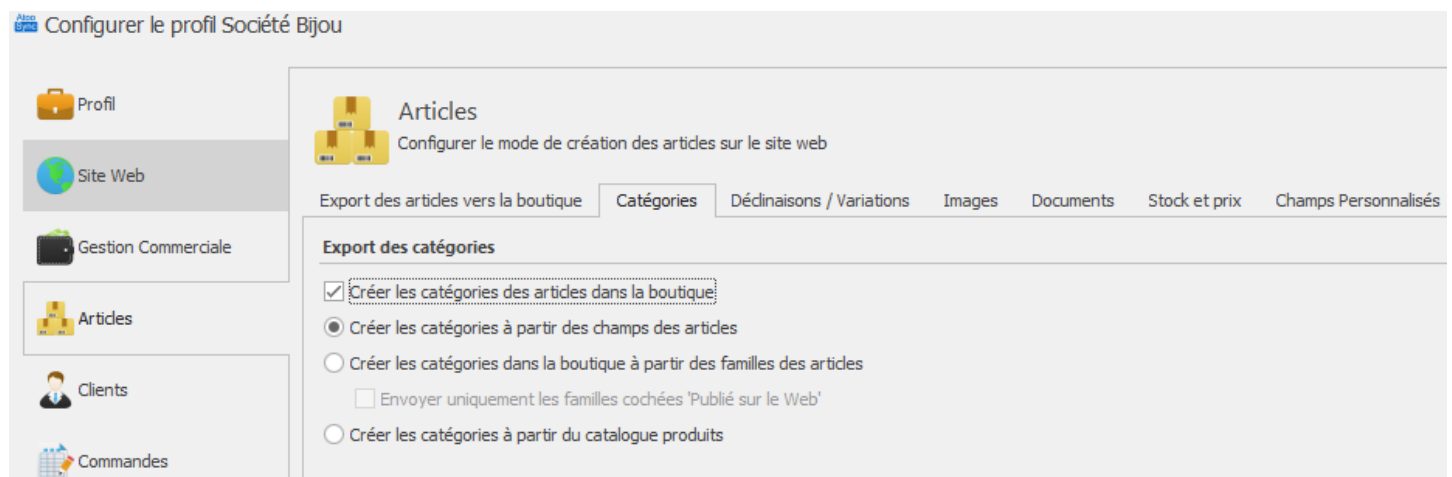 Atoo Sync Configurer le profil Société Bijou
Profil
Site Web
Gestion Commerciale
Articles
Clients
Commandes
Articles
Configurer le mode de création des articles sur le site web
Export des articles vers la boutique Catégories Déclinaisons / Variations Images Documents Stock et prix Champs Personnalisés
Export des catégories
Créer les catégories des articles dans la boutique
Créer les catégories à partir des champs des articles
Créer les catégories dans la boutique à partir des familles des articles
Envoyer uniquement les familles cochées 'Publié sur le Web'
Créer les catégories à partir du catalogue produits